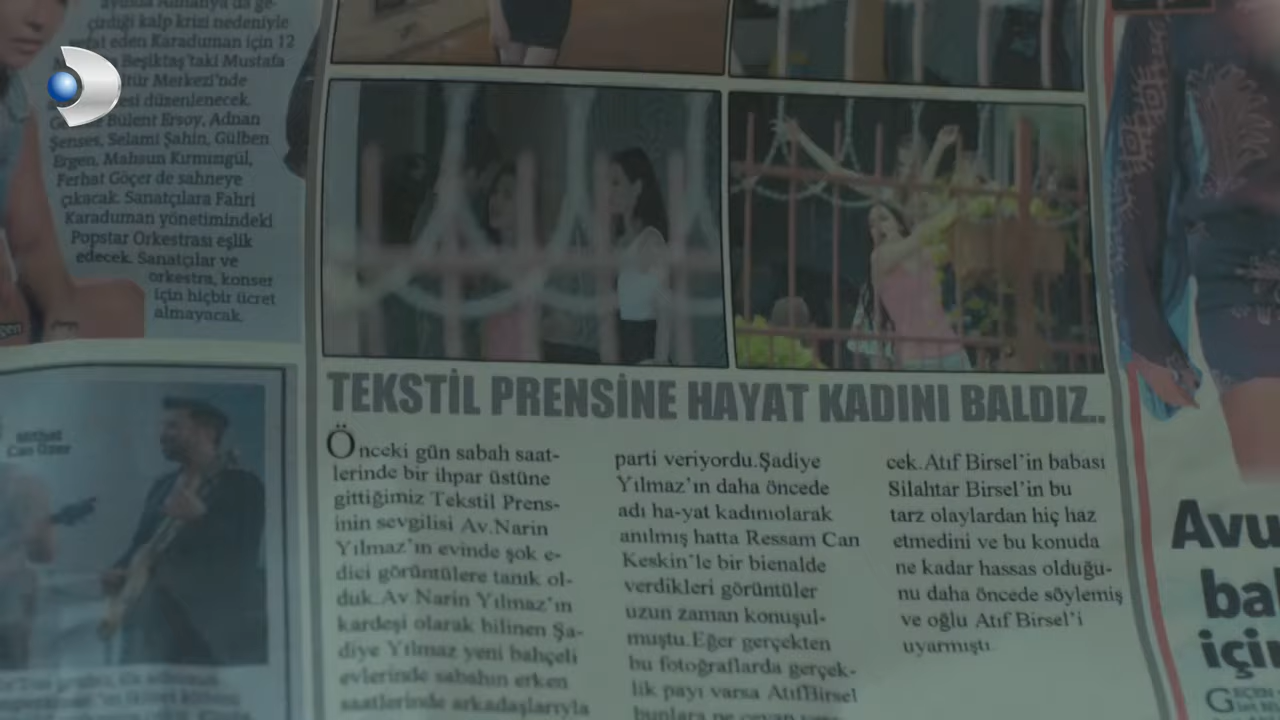 çirdiği kalp krizi nedeniyle
eden Karaduman için 12
Beşiktaş'taki Mustafa
Merkezi'nde
düzenlenecek.
Bülent Ersoy, Adnan
Şenses, Selami Şahin, Gülben
Ergen, Mahsun Kırmızıgül,
Ferhat Göçer de sahneye
çıkacak. Sanatçılara Fahri
Karaduman yönetimindeki
Popstar Orkestrası eşlik
edecek. Sanatçılar ve
orkestra, konser
için hiçbir ücret
almayacak.
TEKSTİL PRENSİNE HAYAT KADINI BALDIZ..
Önceki gün sabah saat-
lerinde bir ihpar üstüne
gittiğimiz Tekstil Prens-
inin sevgilisi Av.Narin
Yılmaz'ın evinde şok e-
dici görüntülere tanık ol-
duk.Av Narin Yılmaz'ın
kardeşi olarak bilinen Şa-
diye Yılmaz yeni bahçeli
evlerinde sabahın erken
saatlerinde arkadaşlarıyla
parti veriyordu.Şadiye
Yılmaz'ın daha öncede
adı ha-yat kadınıolarak
anılmış hatta Ressam Can
Keskin'le bir bienalde
verdikleri görüntüler
uzun zaman konuşul-
muştu.Eğer gerçekten
bu fotoğraflarda gerçek-
lik payı varsa AtıfBirsel
bunlara ne
cek.Atıf Birsel'in babası
Silahtar Birsel'in bu
tarz olaylardan hiç haz
etmedini ve bu konuda
ne kadar hassas olduğu-
nu daha öncede söylemiş
ve oğlu Atıf Birsel'i
uyarmıştı.
Can
Avu
için